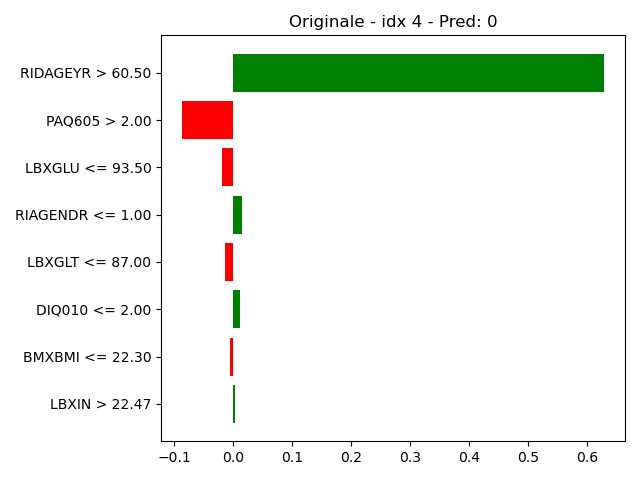 Originale - idx 4 - Pred: 0
RIDAGEYR > 60.50
PAQ605 > 2.00
LBXGLU <= 93.50
RIAGENDR <= 1.00
LBXGLT <= 87.00
DIQ010 <= 2.00
BMXBMI <= 22.30
LBXIN > 22.47
−0.1 0.0 0.1 0.2 0.3 0.4 0.5 0.6